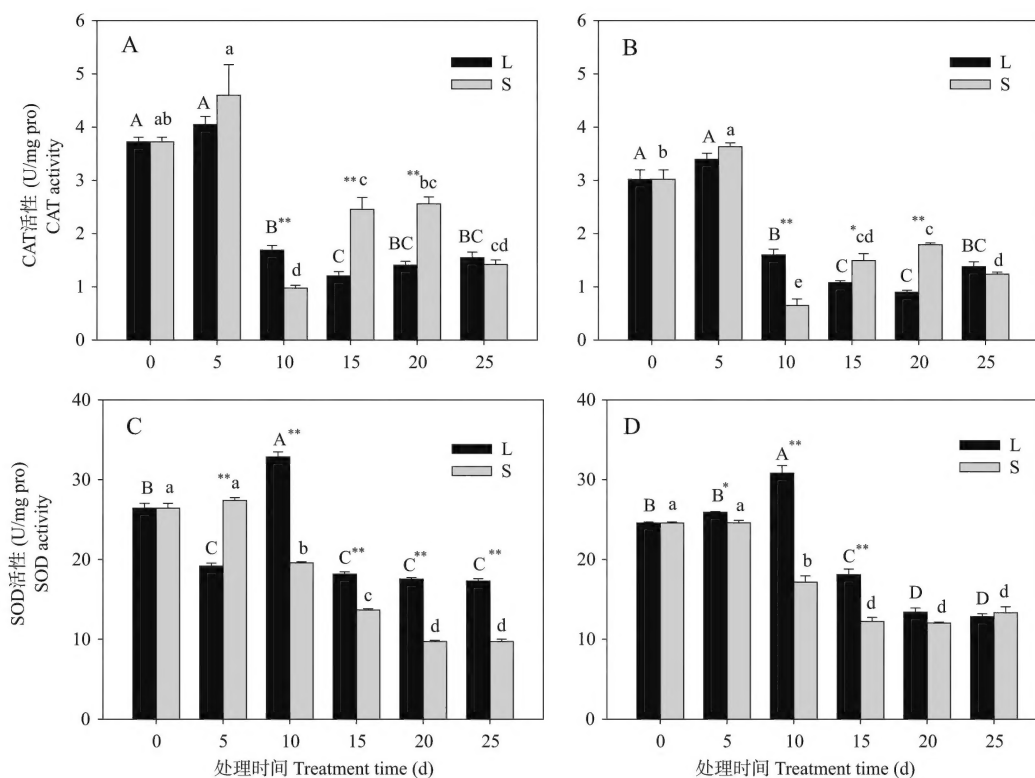 A
L
S
6
5
4
3
2
1
0
CAT活性 (U/mg pro)
CAT activity
A ab
A a
B** d
C **c
BC **bc
BC cd
0 5 10 15 20 25
B
L
S
6
5
4
3
2
1
0
A b
A a
B** e
C *cd
C **c
BC d
0 5 10 15 20 25
C
L
S
40
30
20
10
0
SOD活性 (U/mg pro)
SOD activity
B a
C **a
A** b
C** c
C** d
C** d
0 5 10 15 20 25
处理时间 Treatment time (d)
D
L
S
40
30
20
10
0
B a
B* a
A** b
C** d
D d
D d
0 5 10 15 20 25
处理时间 Treatment time (d)